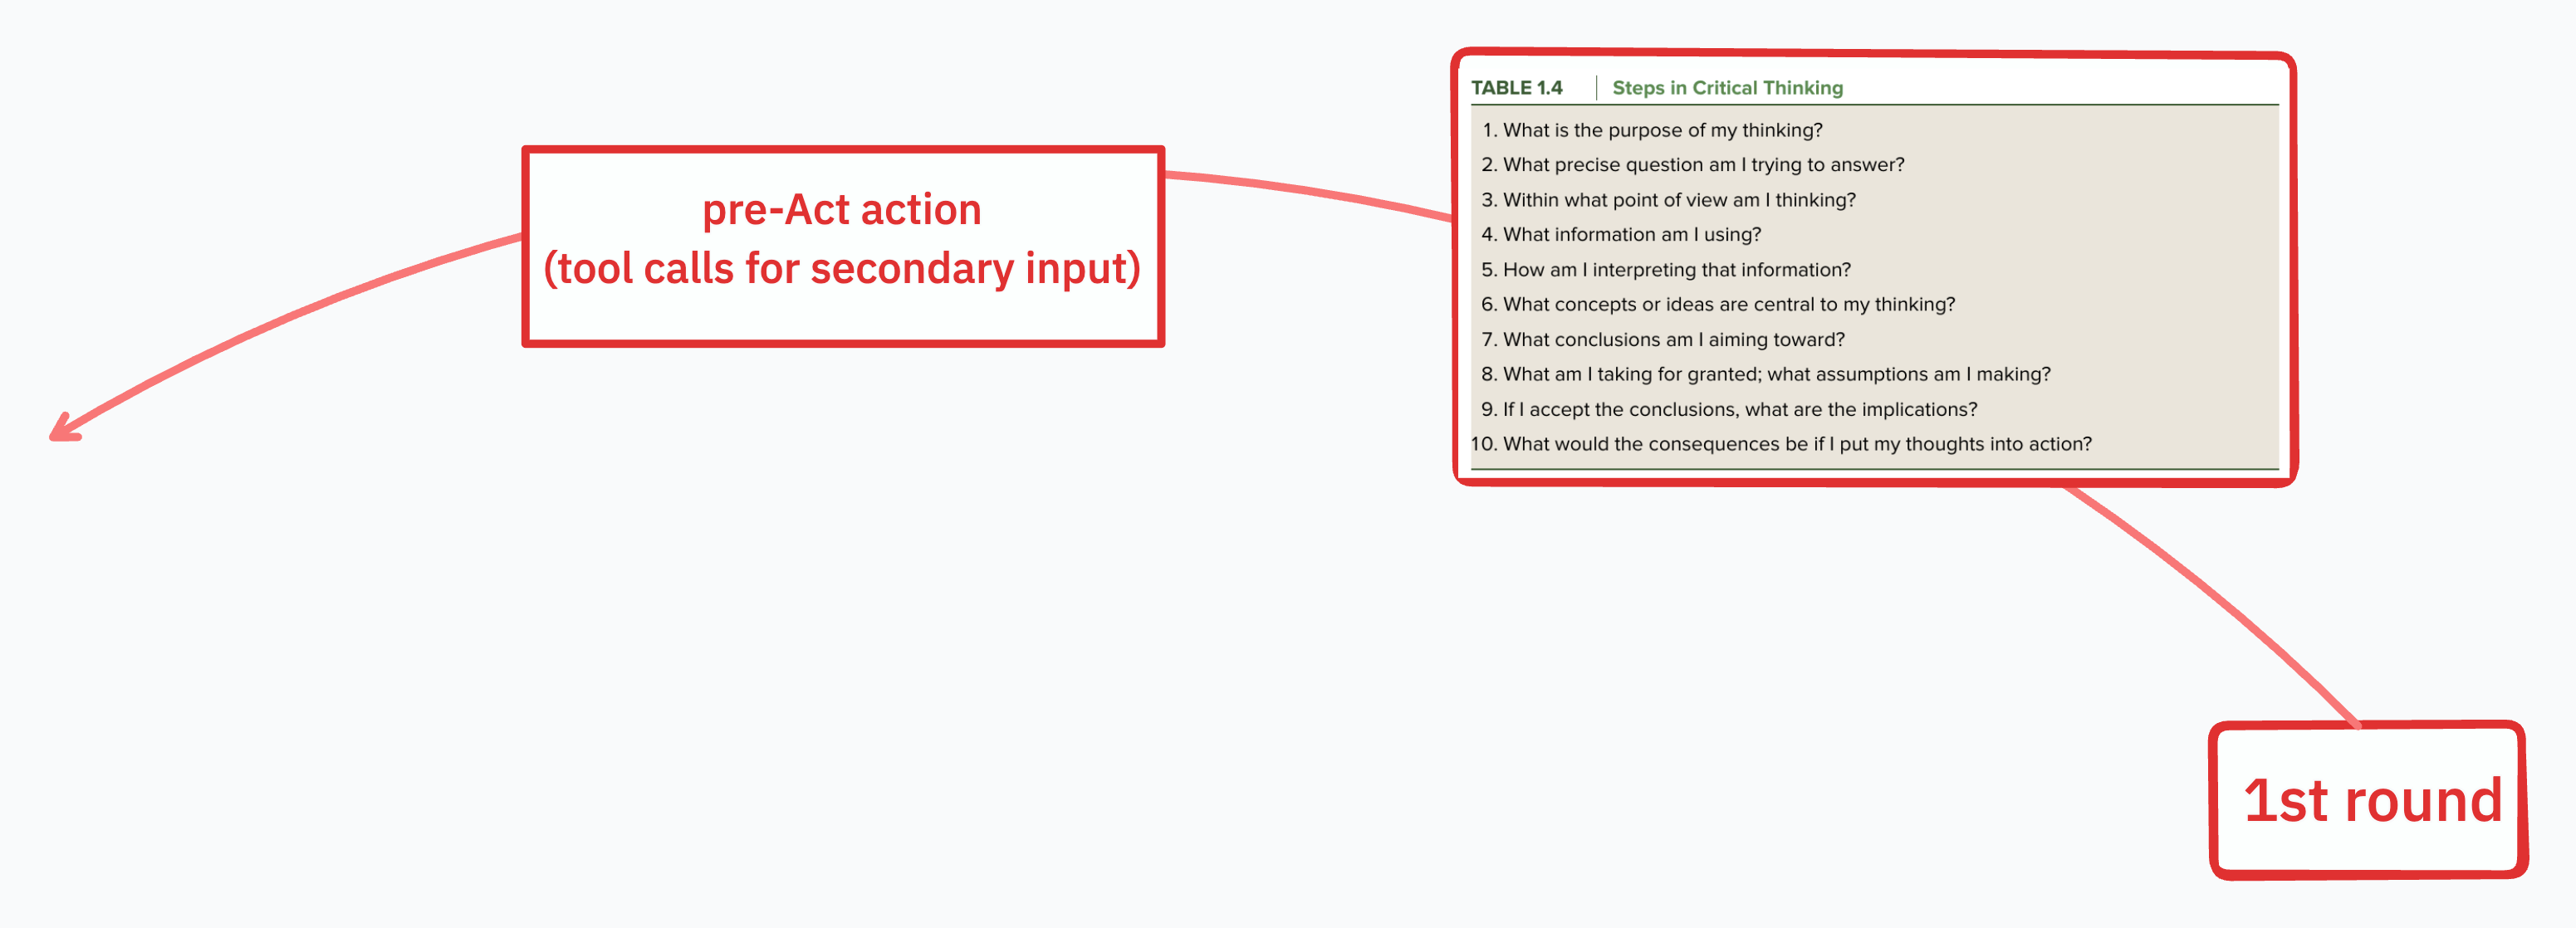 pre-Act action
(tool calls for secondary input)
TABLE 1.4 Steps in Critical Thinking
1. What is the purpose of my thinking?
2. What precise question am I trying to answer?
3. Within what point of view am I thinking?
4. What information am I using?
5. How am I interpreting that information?
6. What concepts or ideas are central to my thinking?
7. What conclusions am I aiming toward?
8. What am I taking for granted; what assumptions am I making?
9. If I accept the conclusions, what are the implications?
10. What would the consequences be if I put my thoughts into action?
1st round